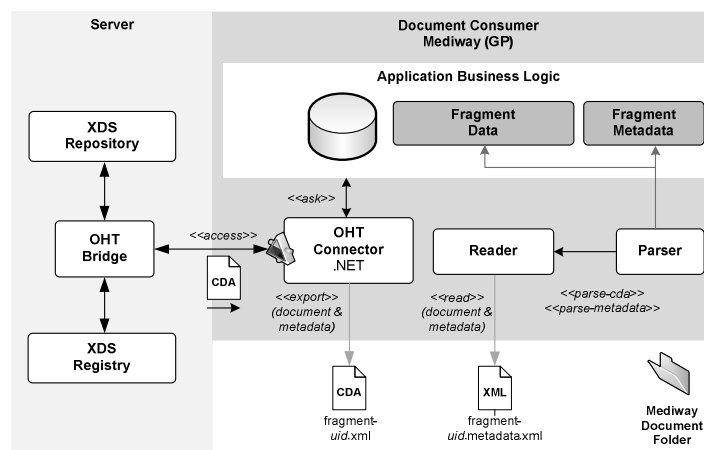 Server
Document Consumer
Mediway (GP)
Application Business Logic
XDS
Repository
Fragment
Data
Fragment
Metadata
<<ask>>
OHT
Bridge
<<access>>
CDA
OHT
Connector
.NET
Reader
Parser
<<export>>
(document &
metadata)
<<read>>
(document &
metadata)
<<parse-cda>>
<<parse-metadata>>
XDS
Registry
CDA
fragment-
uid.xml
XML
fragment-
uid.metadata.xml
Mediway
Document
Folder